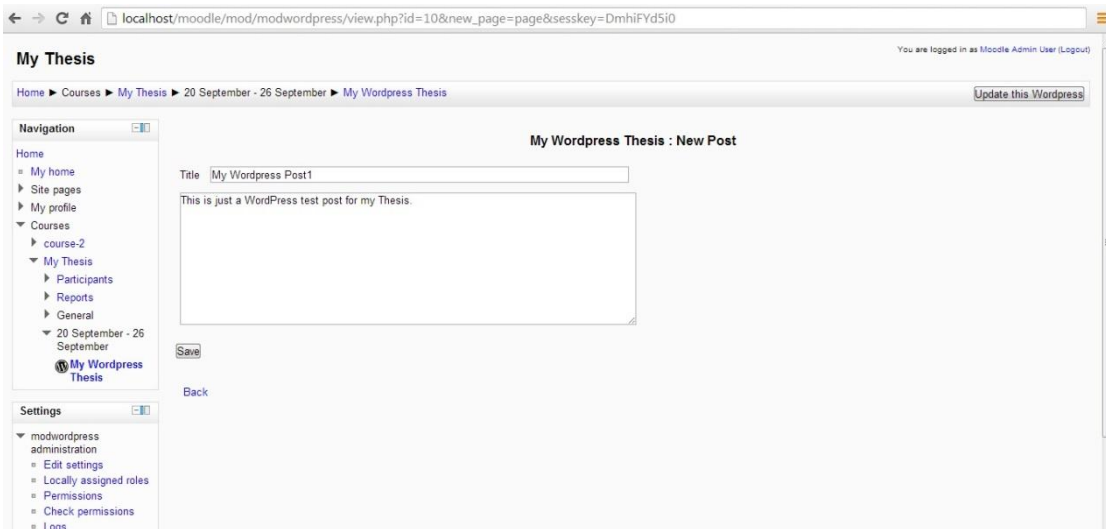 localhost/moodle/mod/modwordpress/view.php?id=10&new_page=page&sesskey=DmhiFYd5i0
My Thesis
You are logged in as Moodle Admin User (Logout)
Home ► Courses ► My Thesis ► 20 September - 26 September ► My Wordpress Thesis
Update this Wordpress
Navigation
Home
My home
Site pages
My profile
Courses
course-2
My Thesis
Participants
Reports
General
20 September - 26
September
My Wordpress
Thesis
Settings
modwordpress
administration
Edit settings
Locally assigned roles
Permissions
Check permissions
Logs
My Wordpress Thesis : New Post
Title My Wordpress Post1
This is just a WordPress test post for my Thesis.
Save
Back